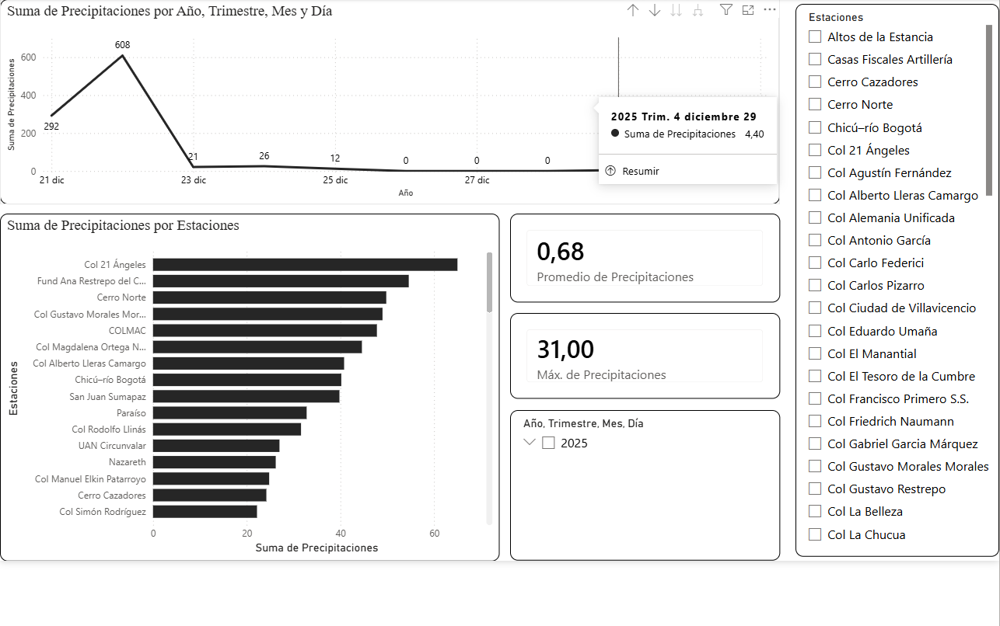 Suma de Precipitaciones por Año, Trimestre, Mes y Día
Suma de Precipitaciones
600
400
200
0
292
608
21
26
12
0
0
0
21 dic
23 dic
25 dic
27 dic
Año
2025 Trim. 4 diciembre 29
Suma de Precipitaciones 4,40
Resumir
Suma de Precipitaciones por Estaciones
Estaciones
Col 21 Ángeles
Fund Ana Restrepo del C...
Cerro Norte
Col Gustavo Morales Mor...
COLMAC
Col Magdalena Ortega N...
Col Alberto Lleras Camargo
Chicú–río Bogotá
San Juan Sumapaz
Paraíso
Col Rodolfo Llinás
UAN Circunvalar
Nazareth
Col Manuel Elkin Patarroyo
Cerro Cazadores
Col Simón Rodríguez
0 20 40 60
Suma de Precipitaciones
0,68
Promedio de Precipitaciones
31,00
Máx. de Precipitaciones
Año, Trimestre, Mes, Día
2025
Estaciones
Altos de la Estancia
Casas Fiscales Artillería
Cerro Cazadores
Cerro Norte
Chicú–río Bogotá
Col 21 Ángeles
Col Agustín Fernández
Col Alberto Lleras Camargo
Col Alemania Unificada
Col Antonio García
Col Carlo Federici
Col Carlos Pizarro
Col Ciudad de Villavicencio
Col Eduardo Umaña
Col El Manantial
Col El Tesoro de la Cumbre
Col Francisco Primero S.S.
Col Friedrich Naumann
Col Gabriel Garcia Márquez
Col Gustavo Morales Morales
Col Gustavo Restrepo
Col La Belleza
Col La Chucua